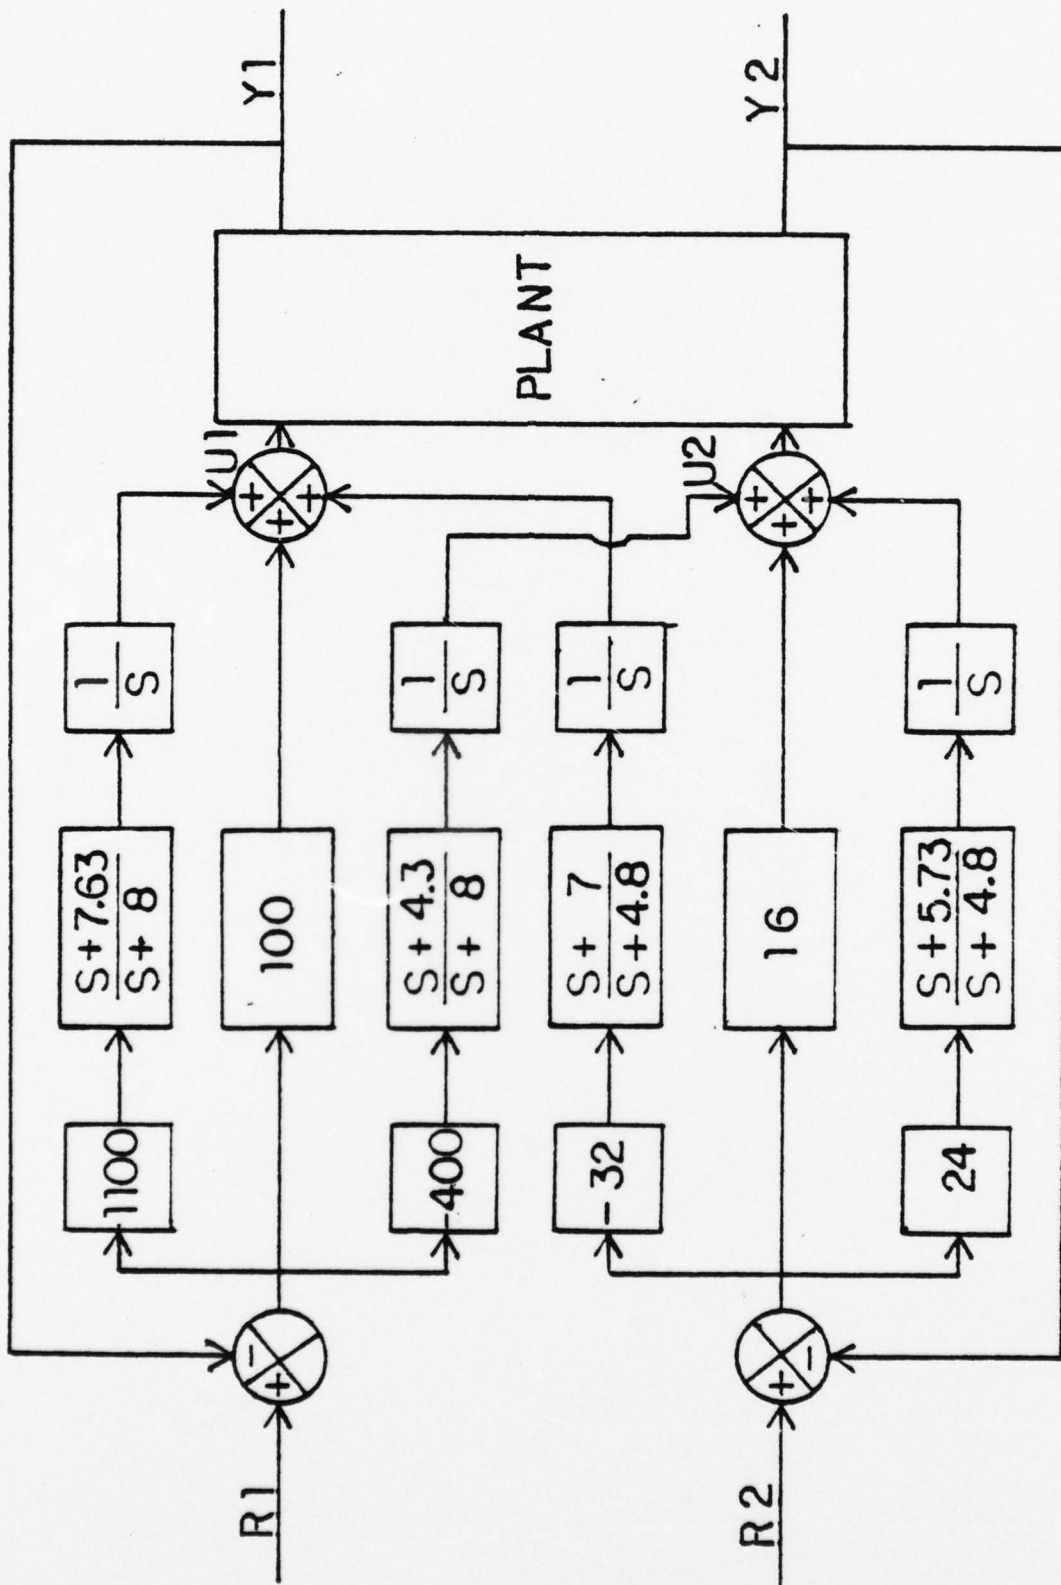 1100
S + 7.63
S + 8
1
S
R1
+
-
100
+
+
+
U1
Y1
-400
S + 4.3
S + 8
1
S
PLANT
-32
S + 7
S + 4.8
1
S
R2
+
-
16
+
+
+
U2
Y2
24
S + 5.73
S + 4.8
1
S